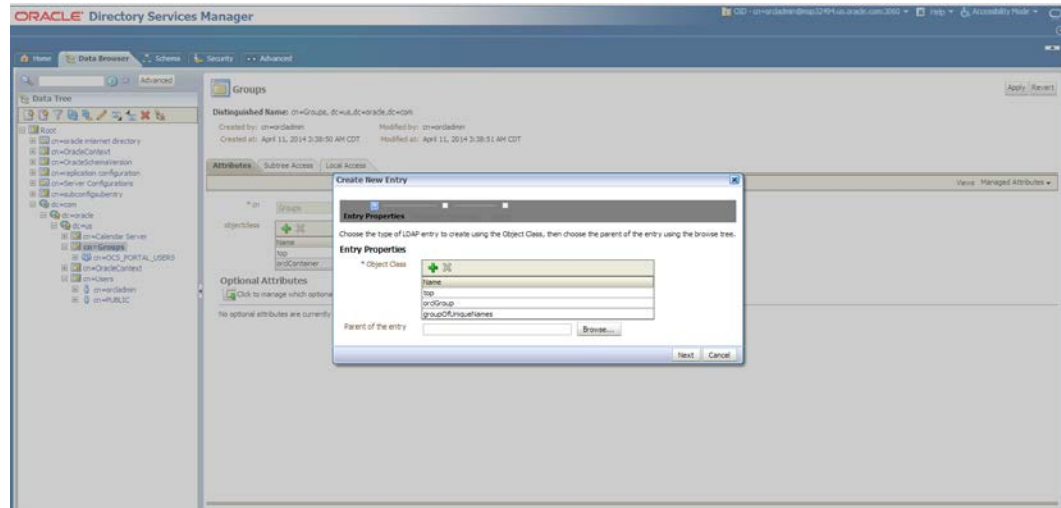 ORACLE Directory Services Manager
Help Accessibility Mode
Home Data Browser Schema Security Advanced
Advanced
Data Tree
Root
cn=oracle internet directory
cn=OracleContext
cn=OracleSchemaVersion
cn=replication configuration
cn=Server Configurations
cn=subconfigsubentry
dc=com
dc=oracle
dc=us
cn=Calendar Server
cn=Groups
cn=OCS_PORTAL_USERS
cn=OracleContext
cn=Users
cn=orcladmin
cn=PUBLIC
Groups
Apply Revert
Distinguished Name: cn=Groups, dc=us,dc=oracle,dc=com
Created by: cn=orcladmin Modified by: cn=orcladmin
Created at: April 11, 2014 3:38:50 AM CDT Modified at: April 11, 2014 3:38:51 AM CDT
Attributes Subtree Access Local Access
Views Managed Attributes
* cn Groups
objectclass
Name
top
orclContainer
Optional Attributes
Click to manage which optional
No optional attributes are currently
Create New Entry
Entry Properties
Choose the type of LDAP entry to create using the Object Class, then choose the parent of the entry using the browse tree.
Entry Properties
* Object Class
Name
top
orclGroup
groupOfUniqueNames
Parent of the entry Browse...
Next Cancel